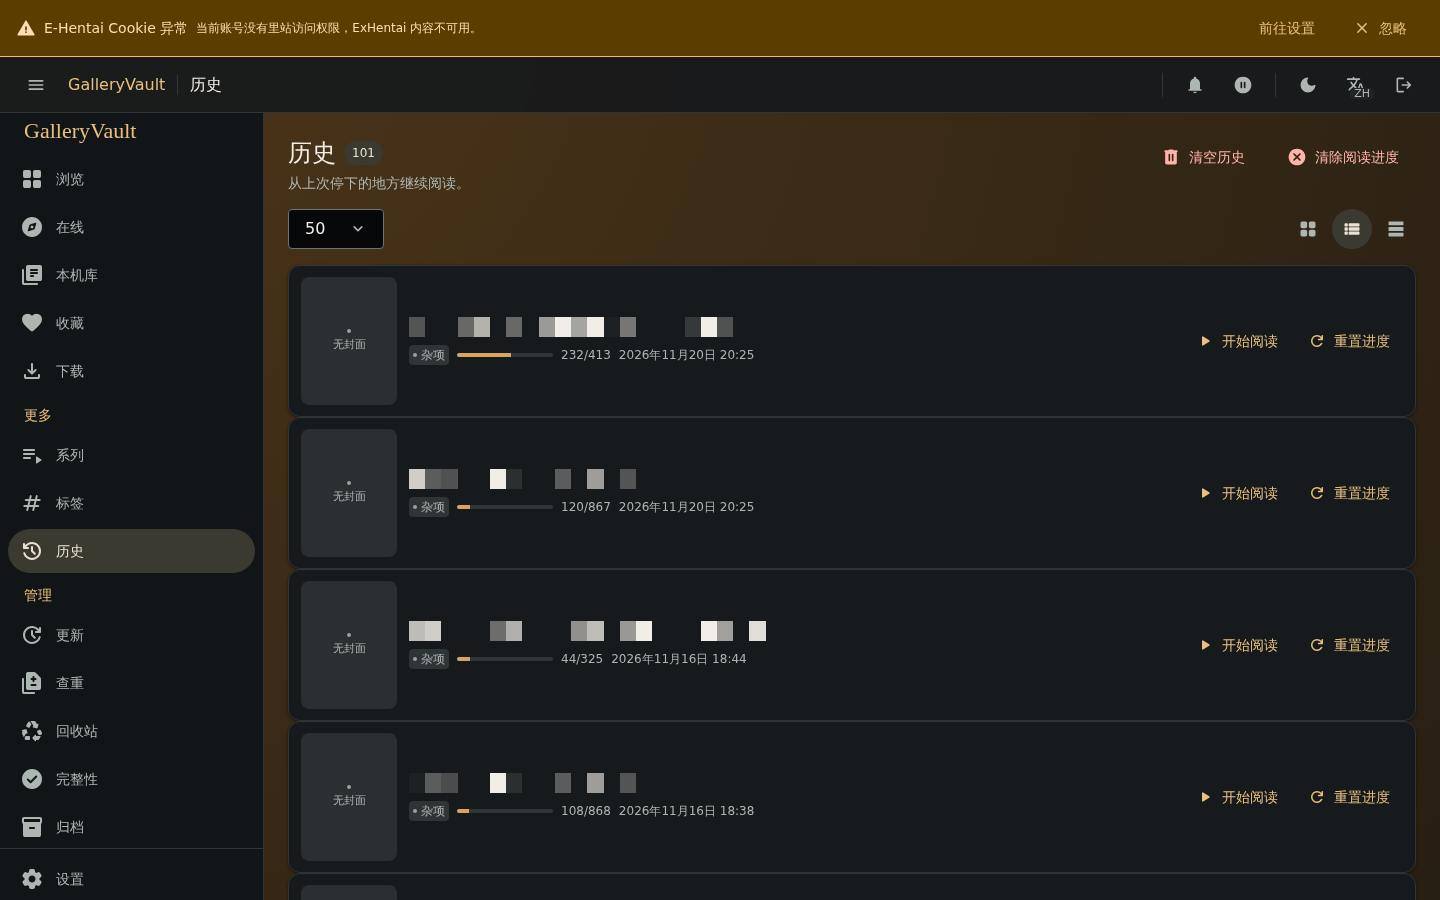 E-Hentai Cookie 异常 当前账号没有里站访问权限，ExHentai 内容不可用。 前往设置 忽略
GalleryVault 历史 ZH
GalleryVault
浏览
在线
本机库
收藏
下载
更多
系列
标签
历史
管理
更新
查重
回收站
完整性
归档
设置
历史 101
清空历史 清除阅读进度
从上次停下的地方继续阅读。
50
无封面
杂项 232/413 2026年11月20日 20:25
开始阅读 重置进度
无封面
杂项 120/867 2026年11月20日 20:25
开始阅读 重置进度
无封面
杂项 44/325 2026年11月16日 18:44
开始阅读 重置进度
无封面
杂项 108/868 2026年11月16日 18:38
开始阅读 重置进度